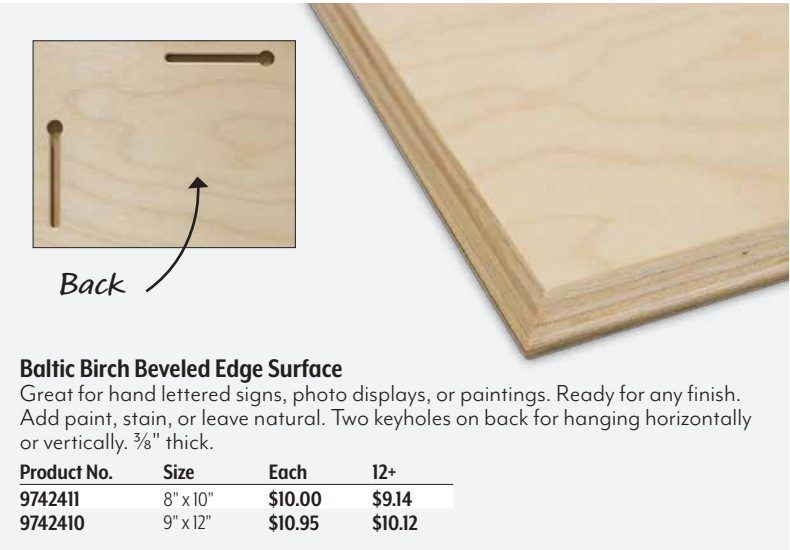 Back
Baltic Birch Beveled Edge Surface
Great for hand lettered signs, photo displays, or paintings. Ready for any finish.
Add paint, stain, or leave natural. Two keyholes on back for hanging horizontally
or vertically. ⅜" thick.
Product No. Size Each 12+
9742411 8" x 10" $10.00 $9.14
9742410 9" x 12" $10.95 $10.12